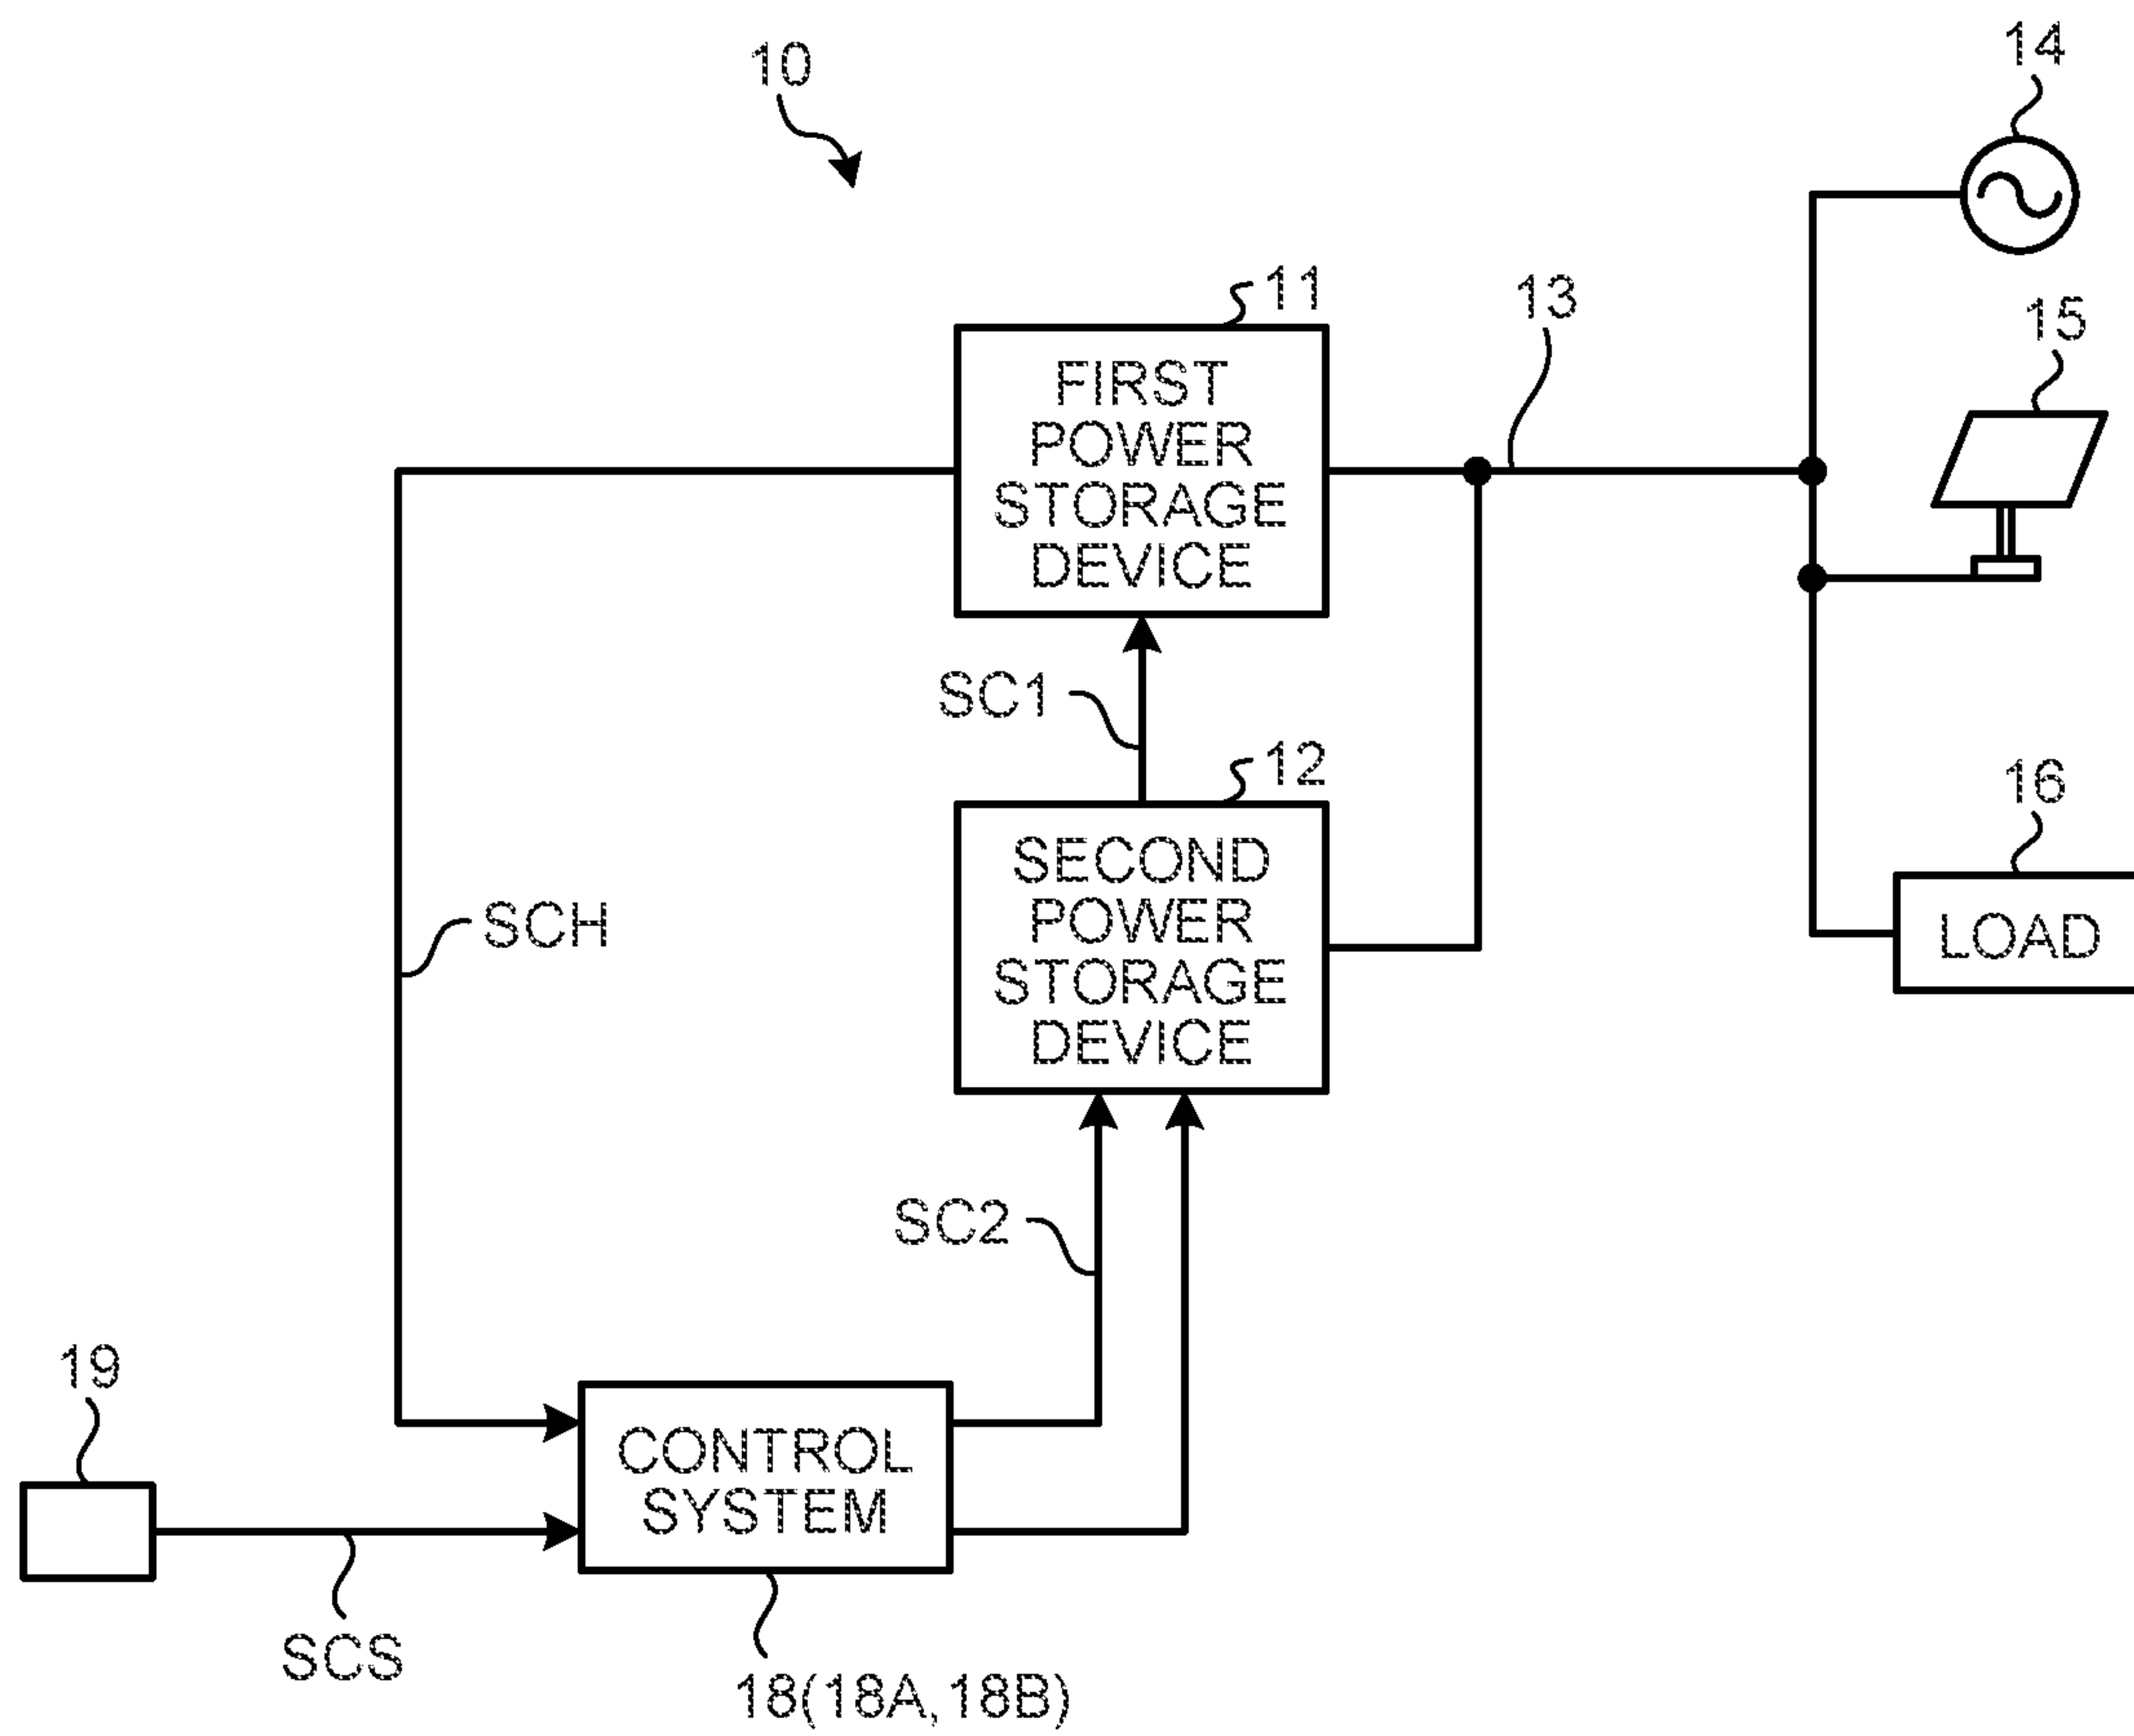 10
14
11
13
15
FIRST
POWER
STORAGE
DEVICE
SC1
12
16
SECOND
POWER
STORAGE
DEVICE
LOAD
SCH
SC2
19
CONTROL
SYSTEM
SCS
18(18A,18B)